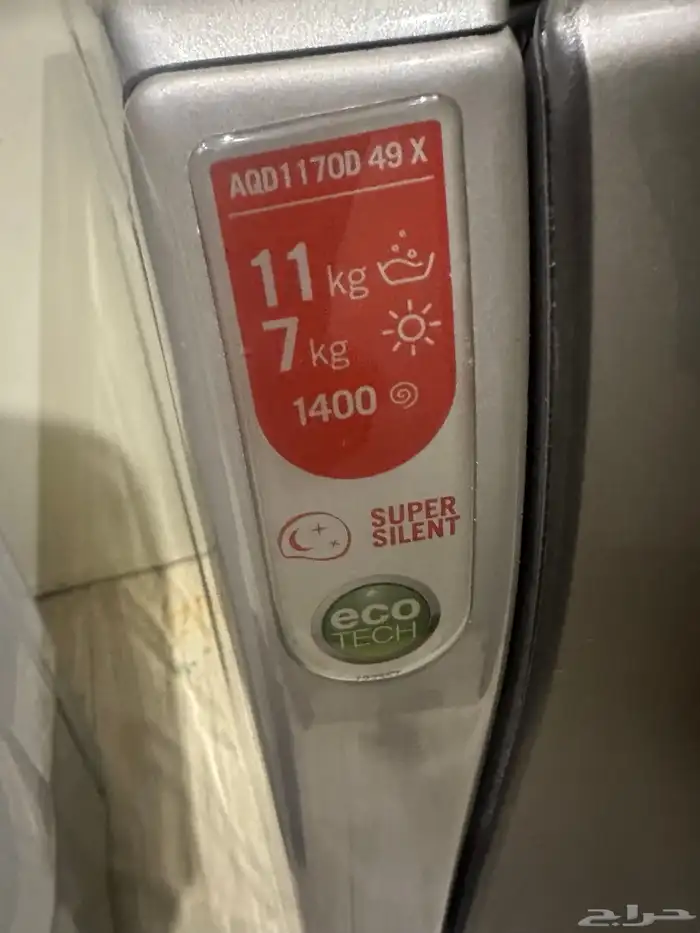 AQD1170D 49 X
11 kg
7 kg
1400
SUPER
SILENT
eco
TECH
حراج